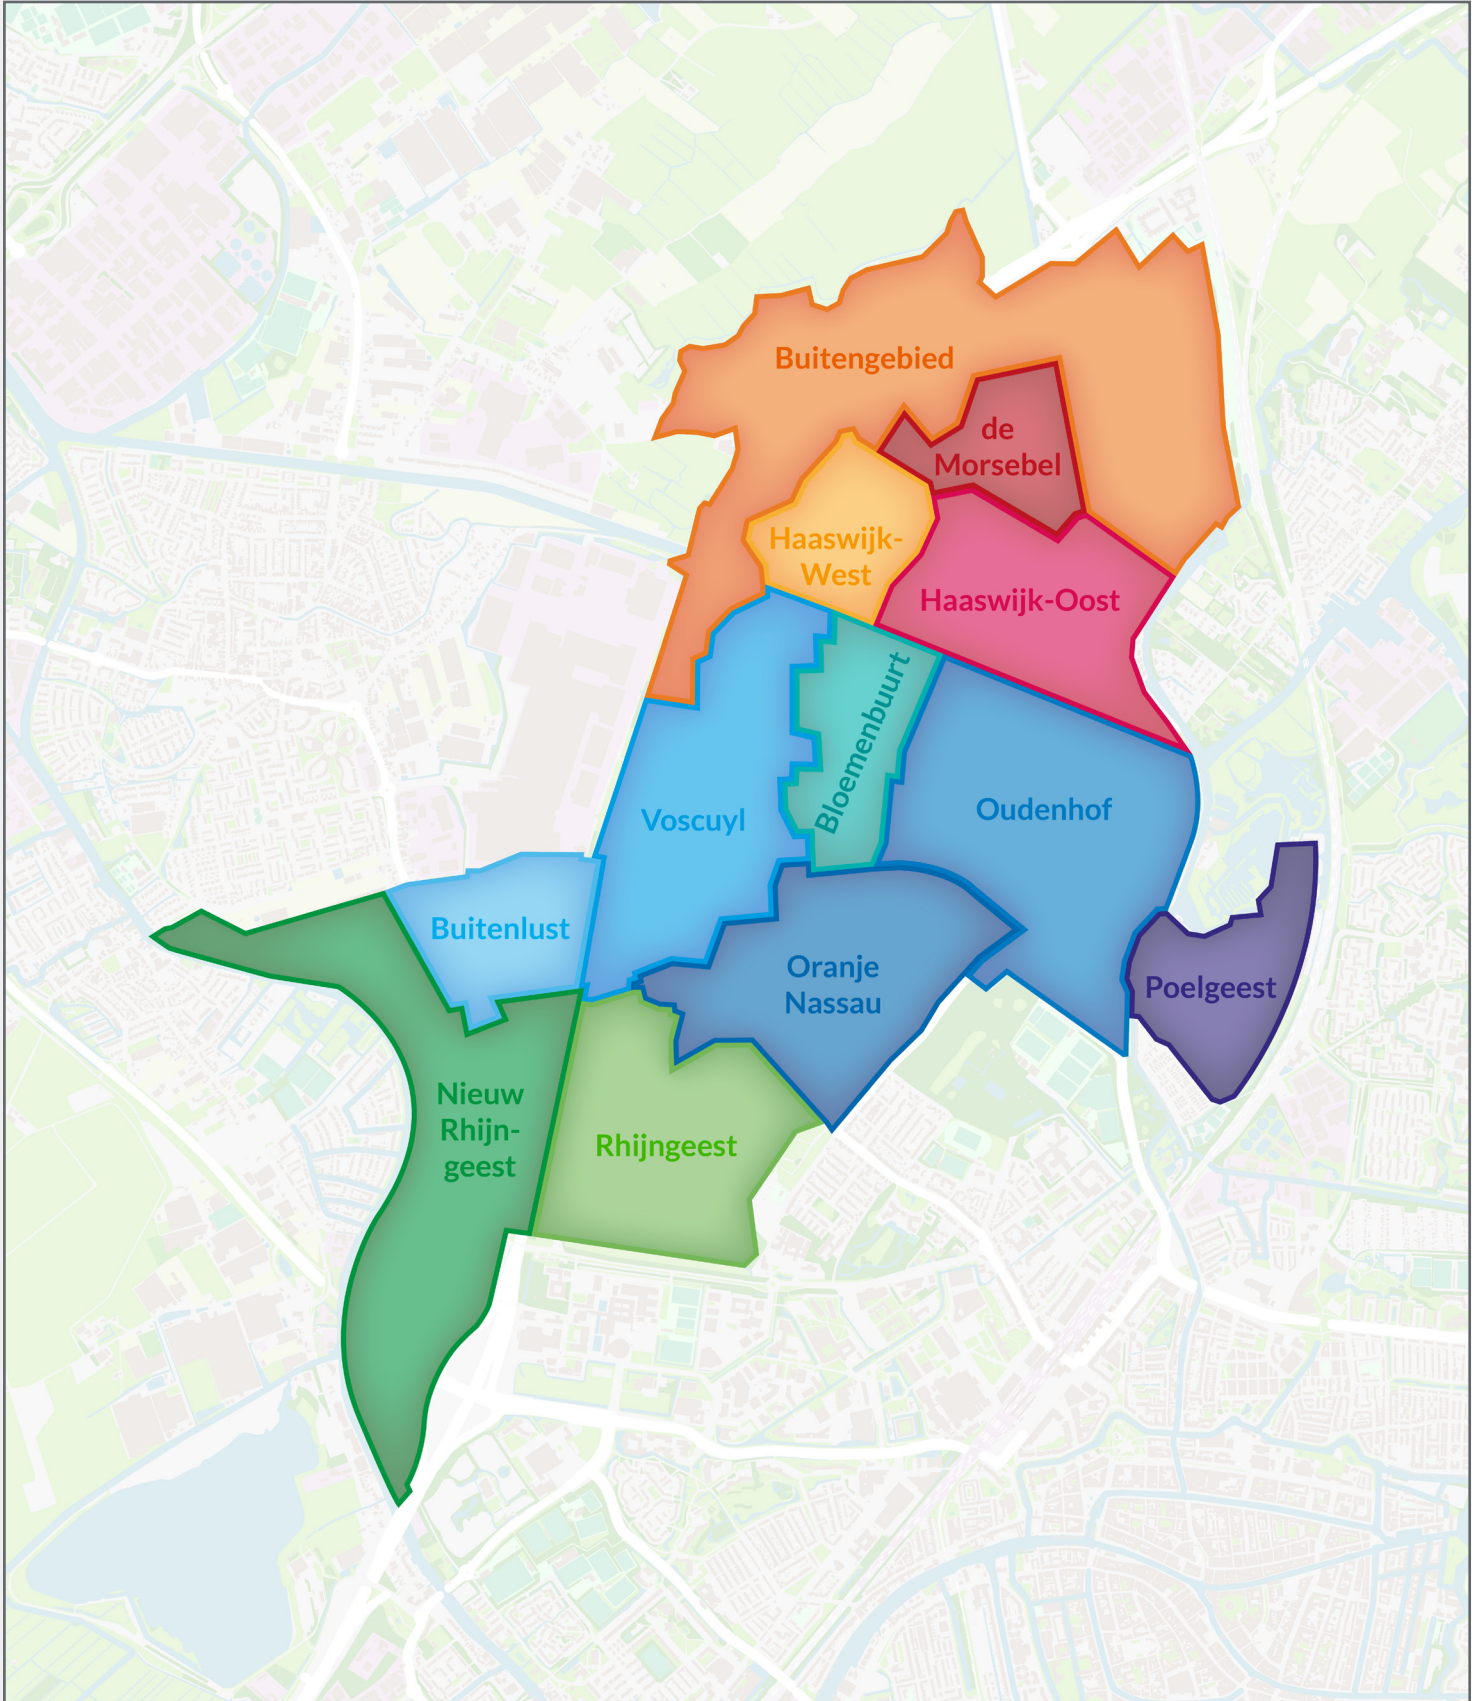 Buitengebied
de
Morsebel
Haaswijk-
West
Haaswijk-Oost
Bloemenbuurt
Voscuyl
Oudenhof
Buitenlust
Oranje
Nassau
Poelgeest
Nieuw
Rhijn-
geest
Rhijngeest